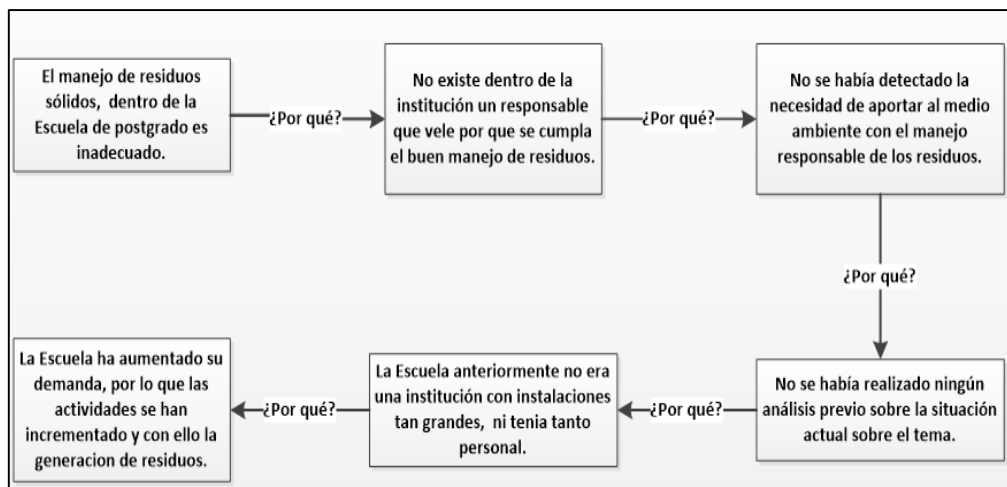 El manejo de residuos
sólidos,  dentro de la
Escuela de postgrado es
inadecuado.
¿Por qué?
No existe dentro de la
institución un responsable
que vele por que se cumpla
el buen manejo de residuos.
¿Por qué?
No se había detectado la
necesidad de aportar al medio
ambiente con el manejo
responsable de los residuos.
¿Por qué?
No se había realizado ningún
análisis previo sobre la situación
actual sobre el tema.
¿Por qué?
La Escuela anteriormente no era
una institución con instalaciones
tan grandes,  ni tenia tanto
personal.
¿Por qué?
La Escuela ha aumentado su
demanda, por lo que las
actividades se han
incrementado y con ello la
generacion de residuos.